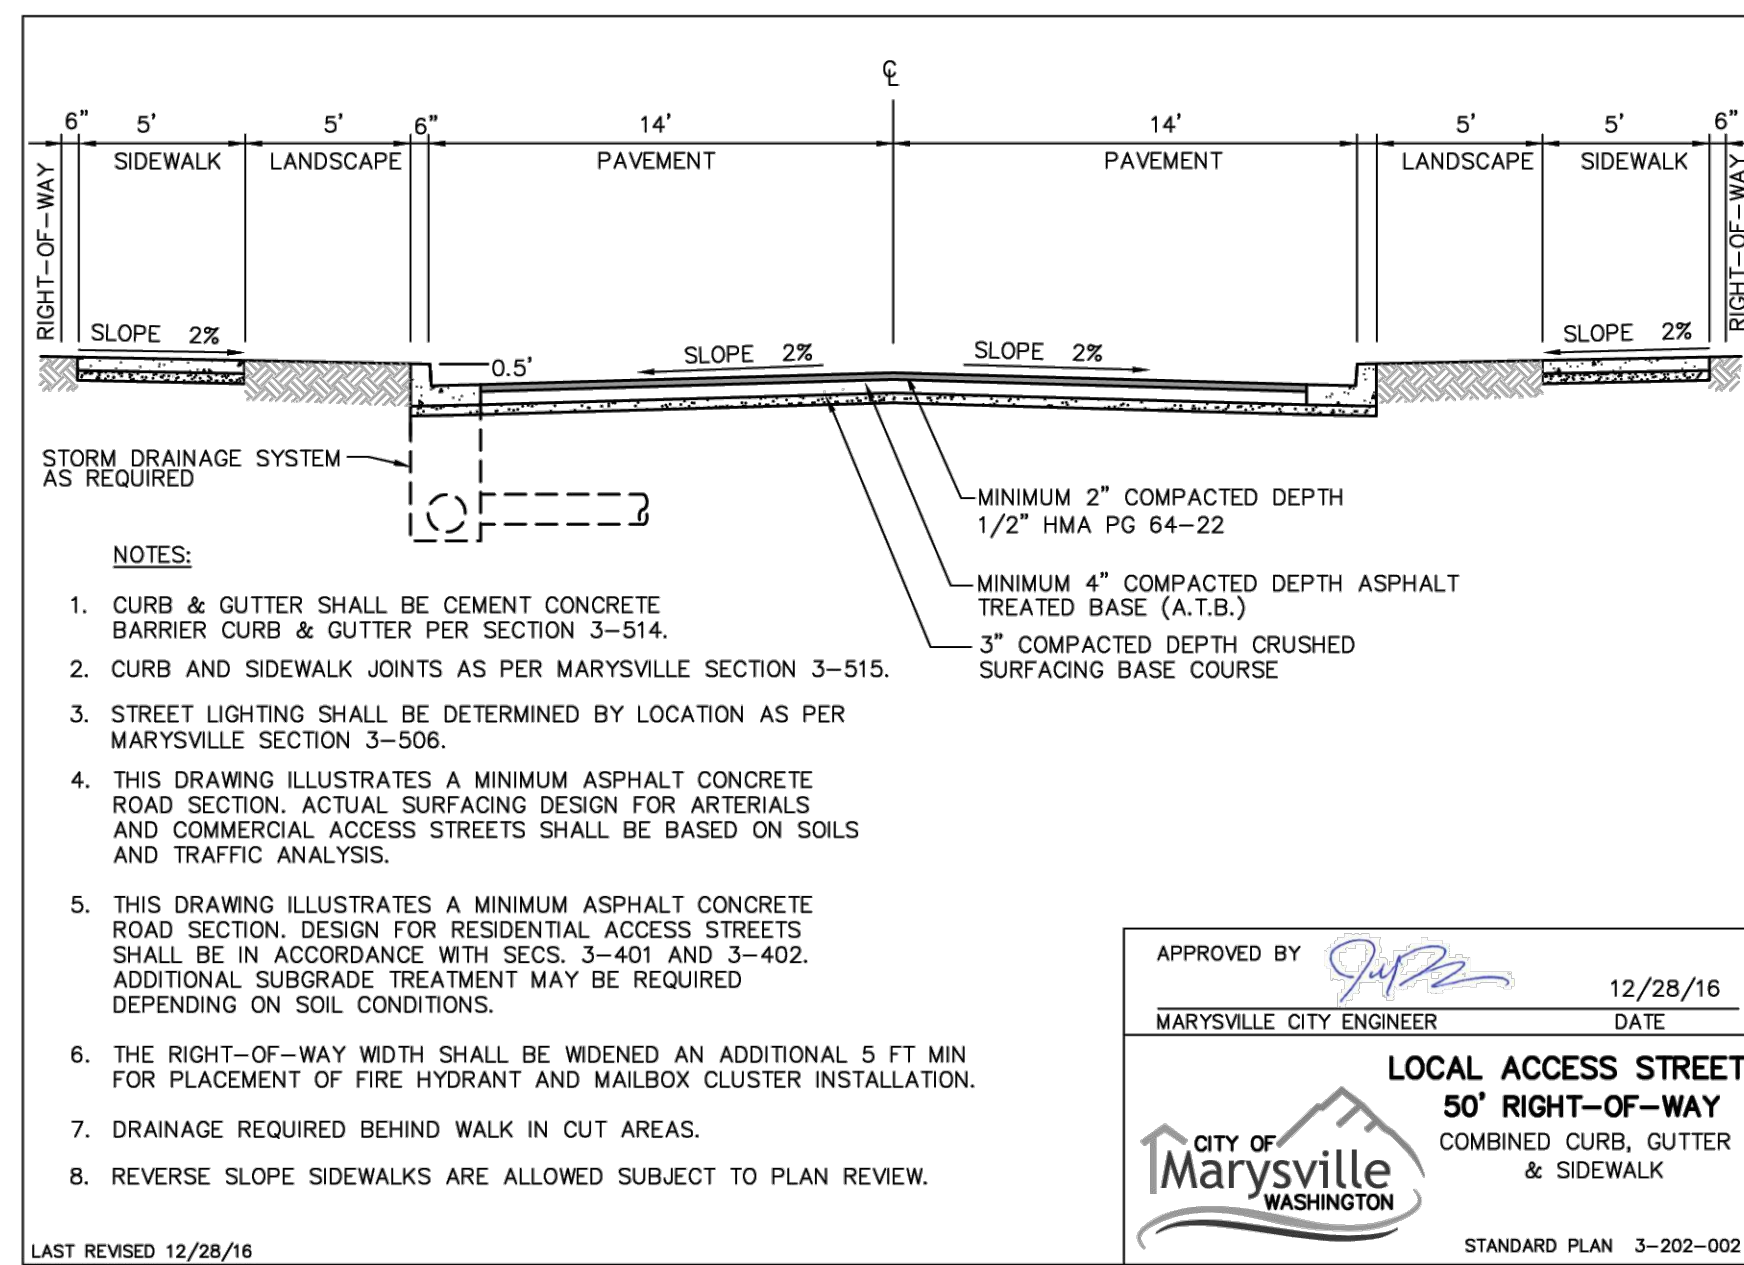 ℄
6" 5' 5' 6" 14' 14' 5' 5' 6"
SIDEWALK LANDSCAPE PAVEMENT PAVEMENT LANDSCAPE SIDEWALK
RIGHT-OF-WAY
RIGHT-OF-WAY
SLOPE 2%
0.5'
SLOPE 2%
SLOPE 2%
SLOPE 2%
STORM DRAINAGE SYSTEM
AS REQUIRED
MINIMUM 2" COMPACTED DEPTH
1/2" HMA PG 64-22
MINIMUM 4" COMPACTED DEPTH ASPHALT
TREATED BASE (A.T.B.)
3" COMPACTED DEPTH CRUSHED
SURFACING BASE COURSE
NOTES:
1. CURB & GUTTER SHALL BE CEMENT CONCRETE
BARRIER CURB & GUTTER PER SECTION 3-514.
2. CURB AND SIDEWALK JOINTS AS PER MARYSVILLE SECTION 3-515.
3. STREET LIGHTING SHALL BE DETERMINED BY LOCATION AS PER
MARYSVILLE SECTION 3-506.
4. THIS DRAWING ILLUSTRATES A MINIMUM ASPHALT CONCRETE
ROAD SECTION. ACTUAL SURFACING DESIGN FOR ARTERIALS
AND COMMERCIAL ACCESS STREETS SHALL BE BASED ON SOILS
AND TRAFFIC ANALYSIS.
5. THIS DRAWING ILLUSTRATES A MINIMUM ASPHALT CONCRETE
ROAD SECTION. DESIGN FOR RESIDENTIAL ACCESS STREETS
SHALL BE IN ACCORDANCE WITH SECS. 3-401 AND 3-402.
ADDITIONAL SUBGRADE TREATMENT MAY BE REQUIRED
DEPENDING ON SOIL CONDITIONS.
6. THE RIGHT-OF-WAY WIDTH SHALL BE WIDENED AN ADDITIONAL 5 FT MIN
FOR PLACEMENT OF FIRE HYDRANT AND MAILBOX CLUSTER INSTALLATION.
7. DRAINAGE REQUIRED BEHIND WALK IN CUT AREAS.
8. REVERSE SLOPE SIDEWALKS ARE ALLOWED SUBJECT TO PLAN REVIEW.
LAST REVISED 12/28/16
APPROVED BY
12/28/16
MARYSVILLE CITY ENGINEER DATE
LOCAL ACCESS STREET
50' RIGHT-OF-WAY
COMBINED CURB, GUTTER
& SIDEWALK
CITY OF
Marysville
WASHINGTON
STANDARD PLAN 3-202-002